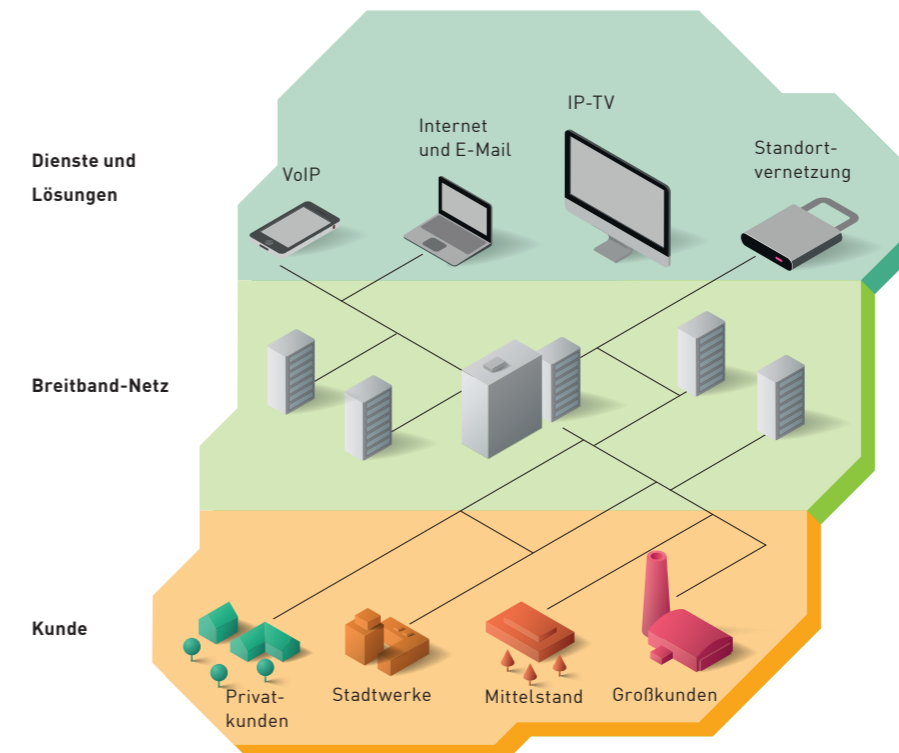 Dienste und
Lösungen
VoIP
Internet
und E-Mail
IP-TV
Standort-
vernetzung
Breitband-Netz
Kunde
Privat-
kunden
Stadtwerke
Mittelstand
Großkunden